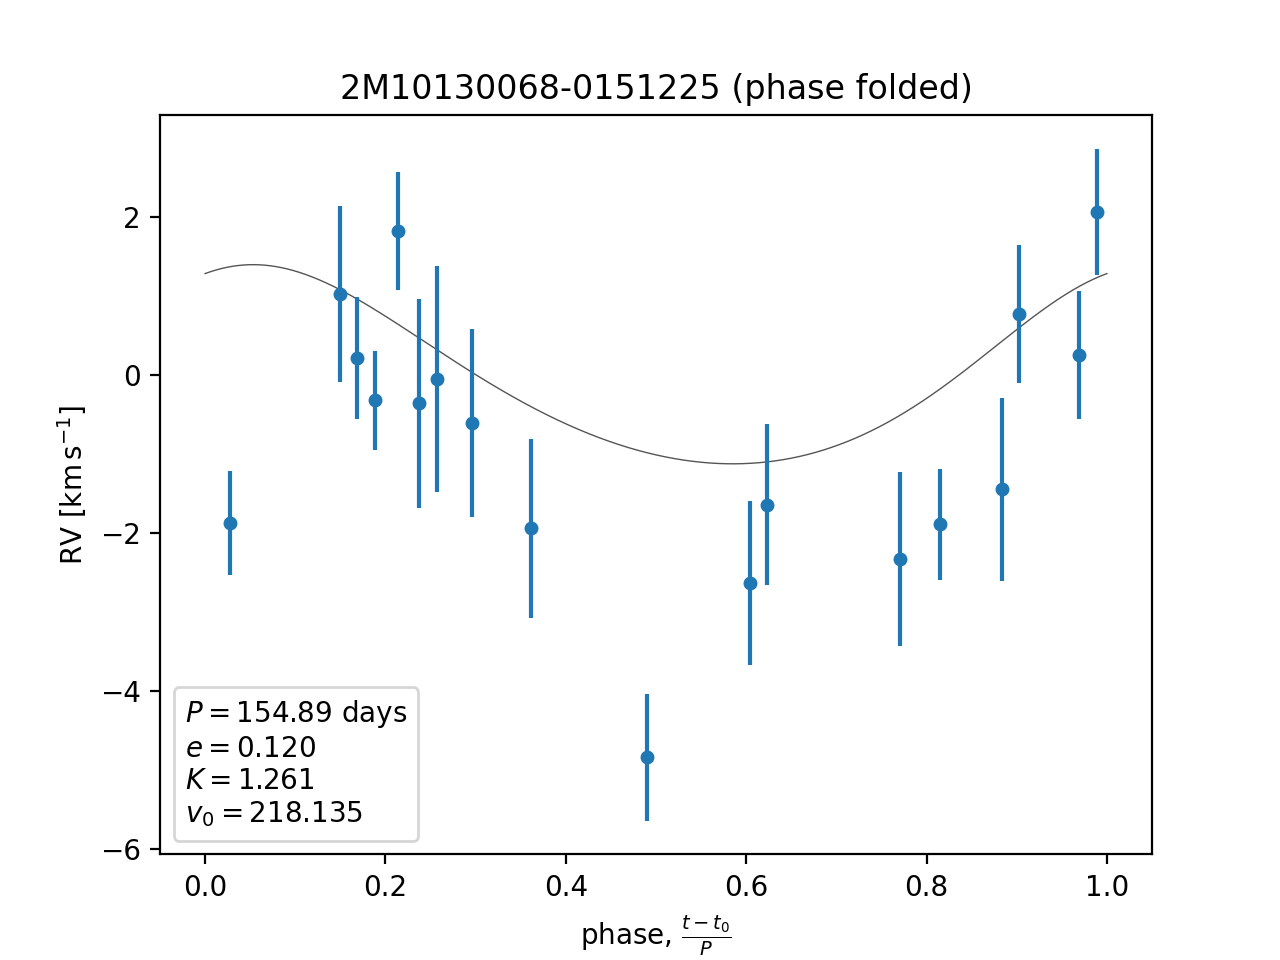 2M10130068-0151225 (phase folded)
RV [km s⁻¹]
2
0
−2
−4
−6
P = 154.89 days
e = 0.120
K = 1.261
v₀ = 218.135
0.0 0.2 0.4 0.6 0.8 1.0
phase, (t − t₀)/P